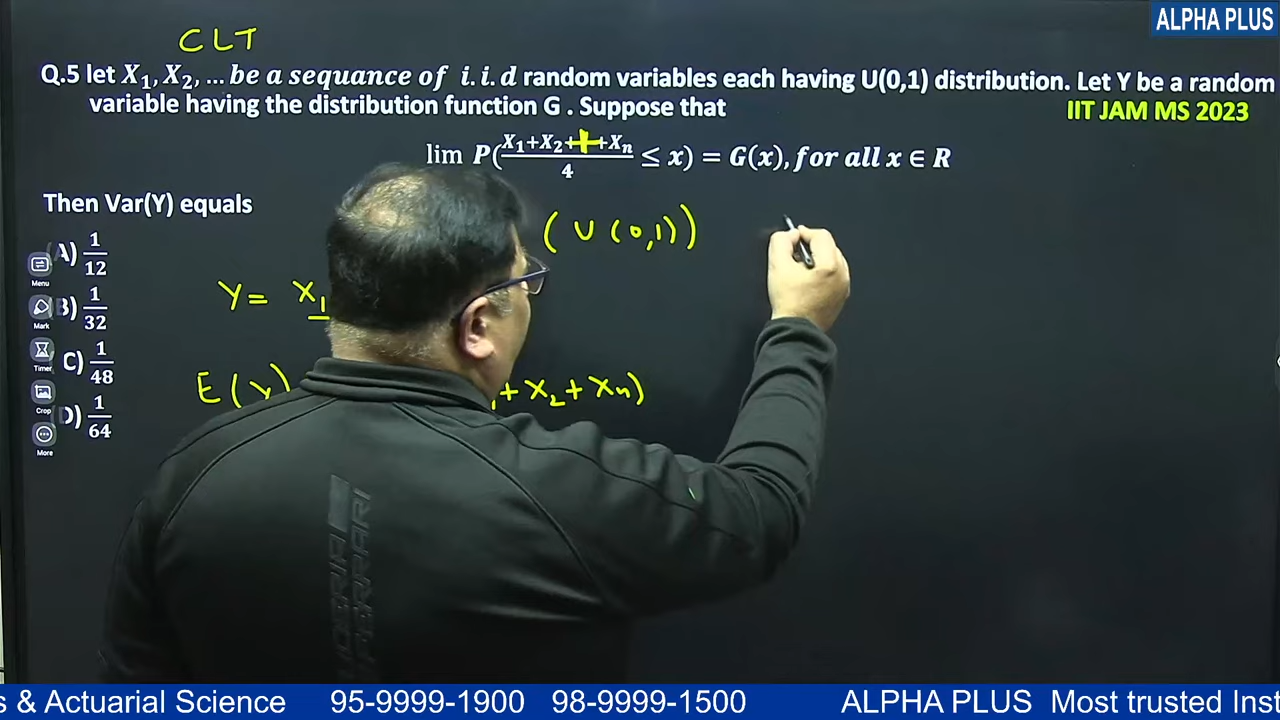 ALPHA PLUS
CLT
Q.5 let X₁, X₂, ... be a sequance of i.i.d random variables each having U(0,1) distribution. Let Y be a random
variable having the distribution function G . Suppose that
IIT JAM MS 2023
lim P((X₁+X₂+ +Xₙ)/4 ≤ x) = G(x), for all x ∈ R
Then Var(Y) equals
(U(0,1))
A) 1/12
B) 1/32
C) 1/48
D) 1/64
Y = X₁
E(Y)
+ X₂ + Xn)
Menu
Mark
Timer
Crop
More
s & Actuarial Science 95-9999-1900 98-9999-1500 ALPHA PLUS Most trusted Inst